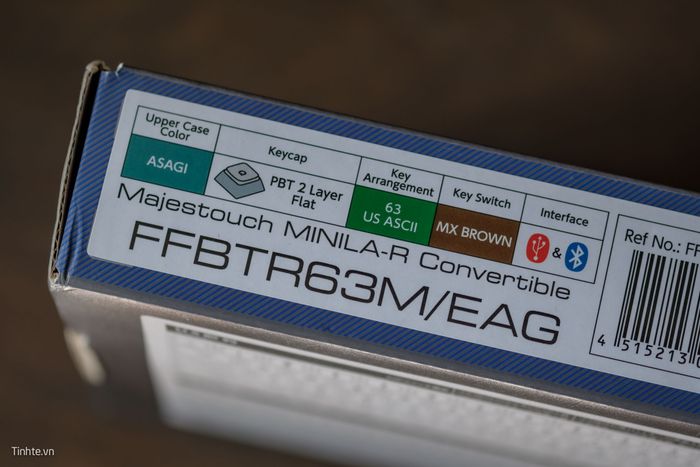 Upper Case
Color
Keycap
Key
Arrangement
Key Switch
Interface
ASAGI
PBT 2 Layer
Flat
63
US ASCII
MX BROWN
&
Majestouch MINILA-R Convertible
FFBTR63M/EAG
Ref No.:
4 515213
Tinhte.vn